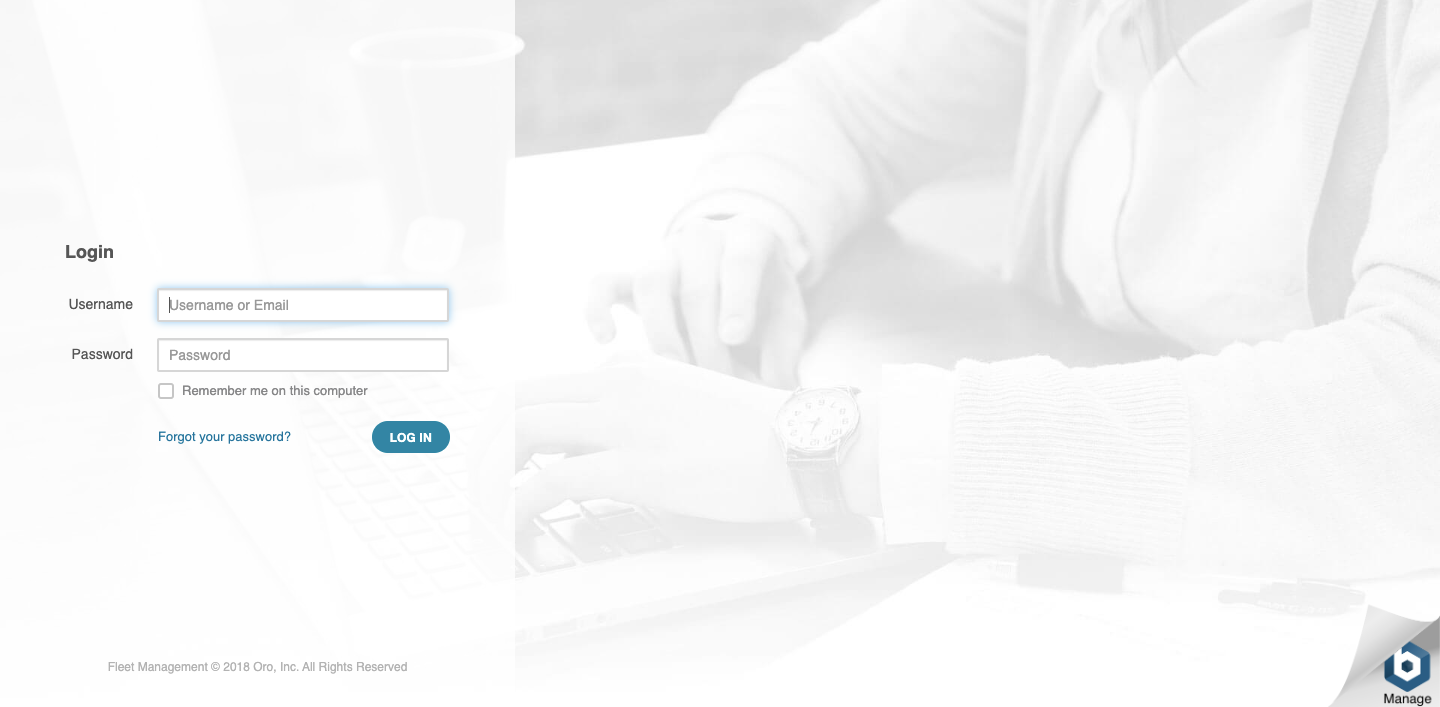 Login
Username
Username or Email
Password
Password
Remember me on this computer
Forgot your password?
LOG IN
Fleet Management © 2018 Oro, Inc. All Rights Reserved
b
Manage